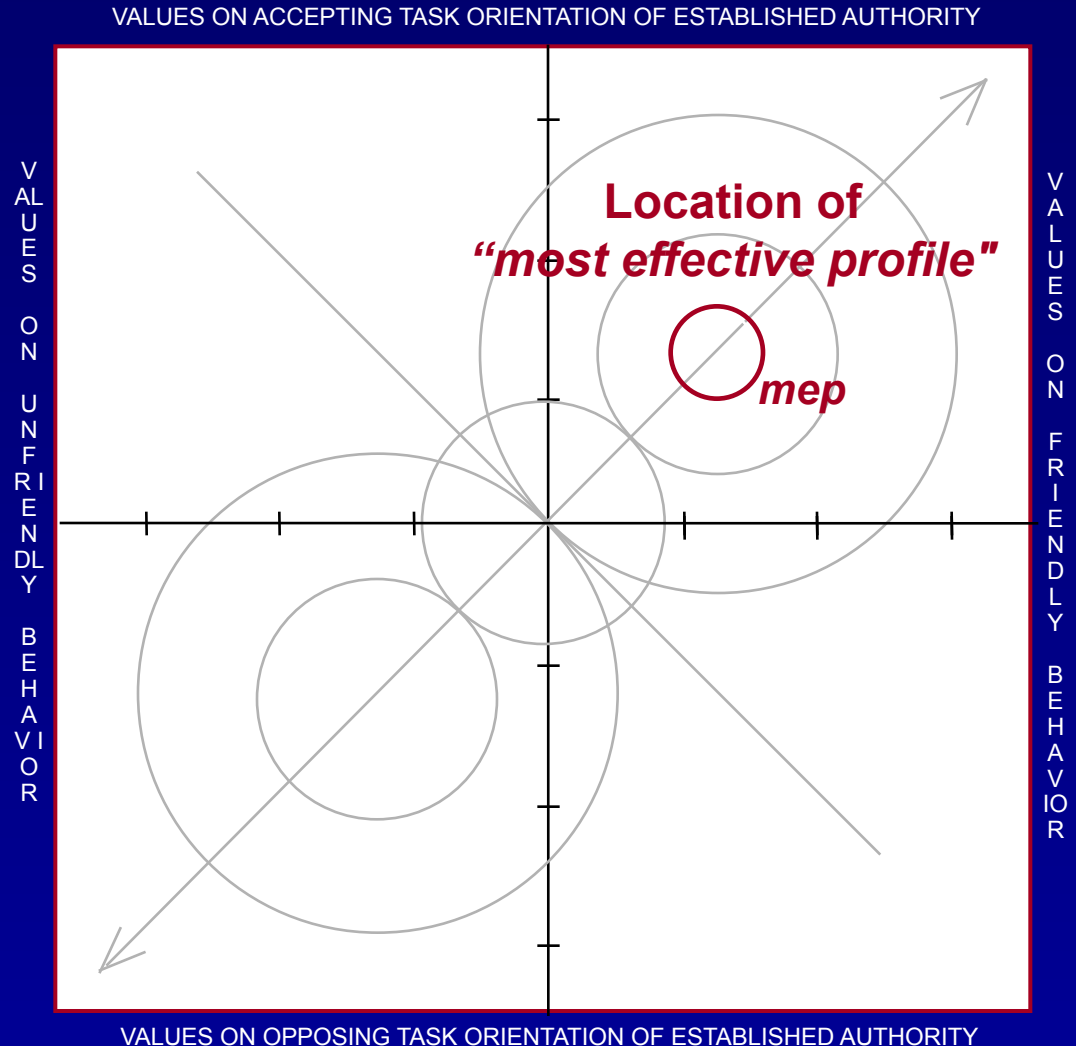 VALUES ON ACCEPTING TASK ORIENTATION OF ESTABLISHED AUTHORITY
VALUES ON UNFRIENDLY BEHAVIOR
Location of
“most effective profile"
mep
VALUES ON FRIENDLY BEHAVIOR
VALUES ON OPPOSING TASK ORIENTATION OF ESTABLISHED AUTHORITY